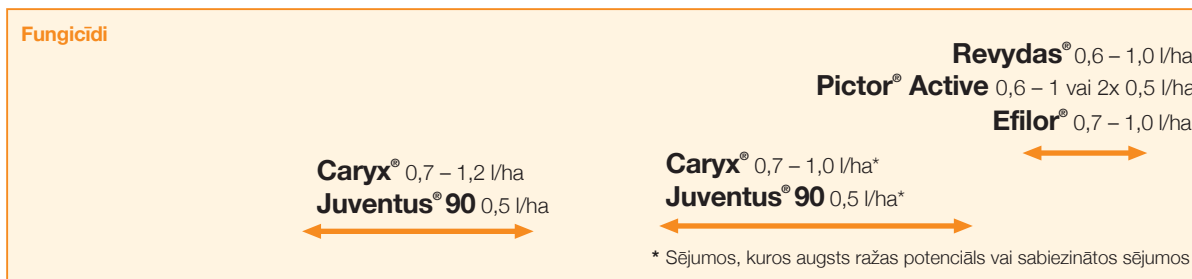 Fungicīdi
Revydas® 0,6 – 1,0 l/ha
Pictor® Active 0,6 – 1 vai 2x 0,5 l/ha
Efilor® 0,7 – 1,0 l/ha
Caryx® 0,7 – 1,2 l/ha
Juventus® 90 0,5 l/ha
Caryx® 0,7 – 1,0 l/ha*
Juventus® 90 0,5 l/ha*
* Sējumos, kuros augsts ražas potenciāls vai sabiezinātos sējumos